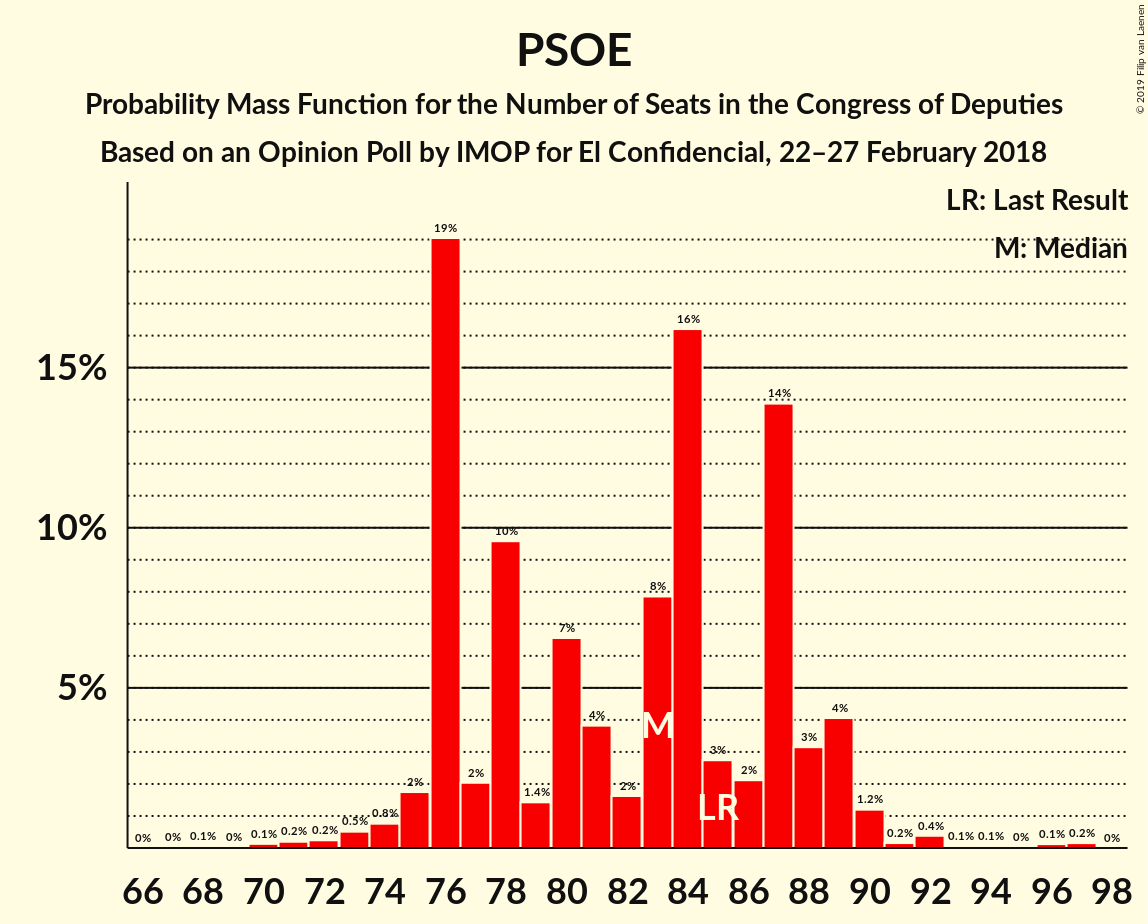 PSOE
Probability Mass Function for the Number of Seats in the Congress of Deputies
Based on an Opinion Poll by IMOP for El Confidencial, 22–27 February 2018
© 2019 Filip van Laenen
LR: Last Result
M: Median
15%
10%
5%
0% 0% 0.1% 0% 0.1% 0.2% 0.2% 0.5% 0.8% 2% 19% 2% 10% 1.4% 7% 4% 2% 8% 16% 3% 2% 14% 3% 4% 1.2% 0.2% 0.4% 0.1% 0.1% 0% 0.1% 0.2% 0%
M
LR
66 68 70 72 74 76 78 80 82 84 86 88 90 92 94 96 98